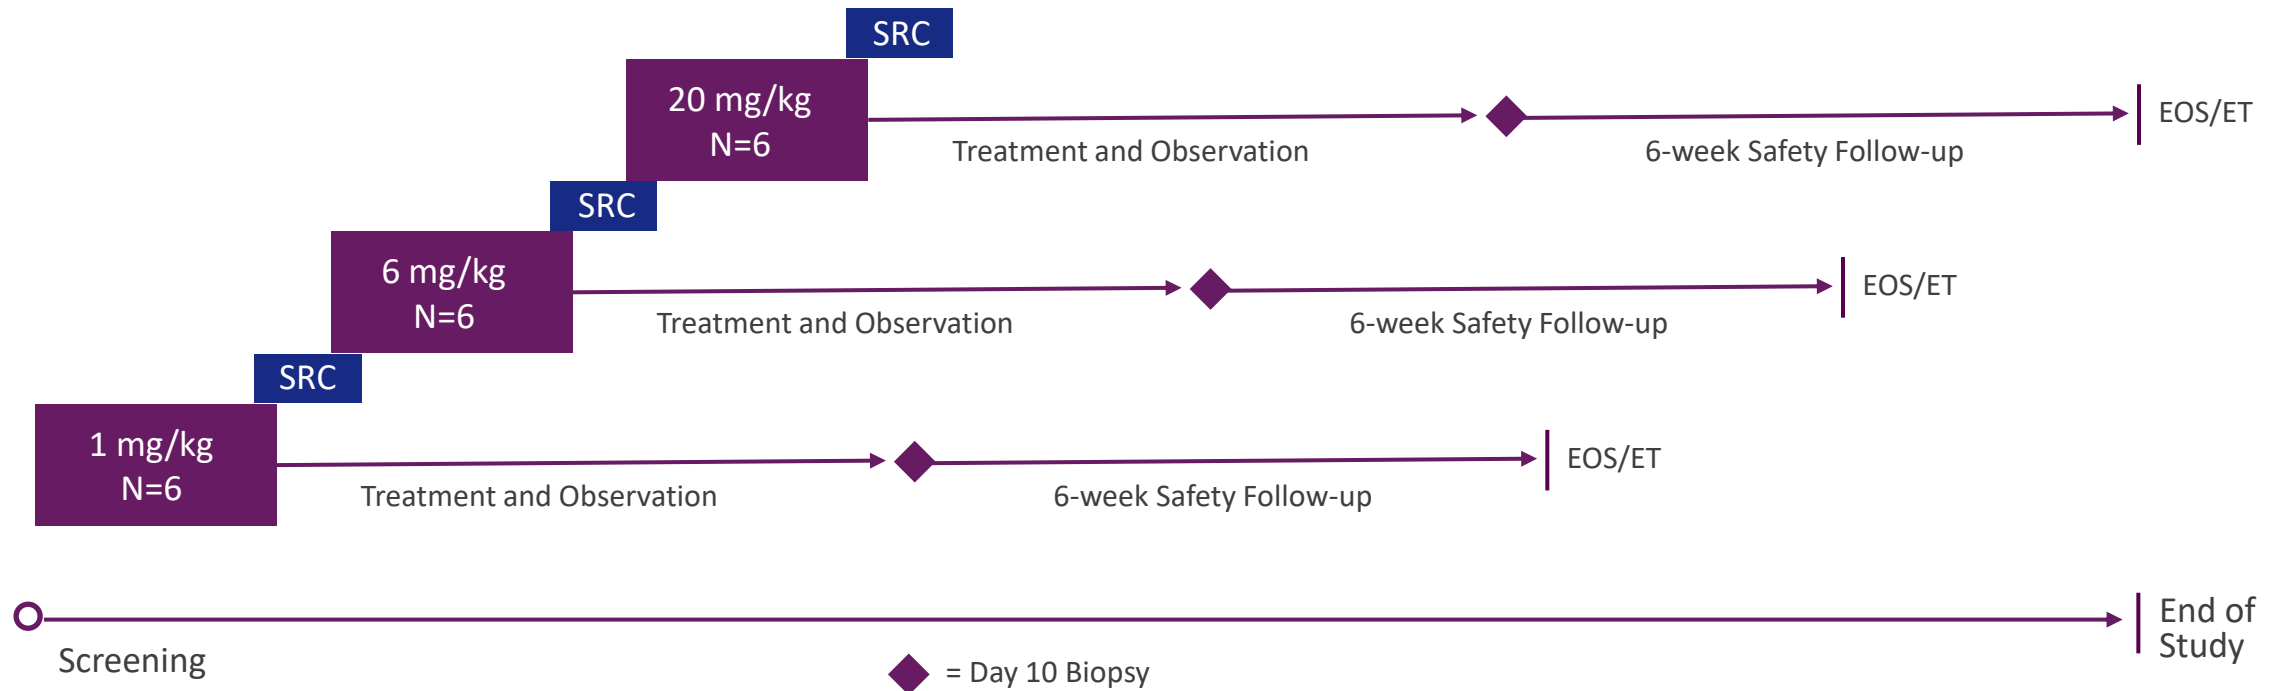 SRC
20 mg/kg
N=6
Treatment and Observation
6-week Safety Follow-up
EOS/ET
SRC
6 mg/kg
N=6
Treatment and Observation
6-week Safety Follow-up
EOS/ET
SRC
1 mg/kg
N=6
Treatment and Observation
6-week Safety Follow-up
EOS/ET
Screening
End of
Study
= Day 10 Biopsy